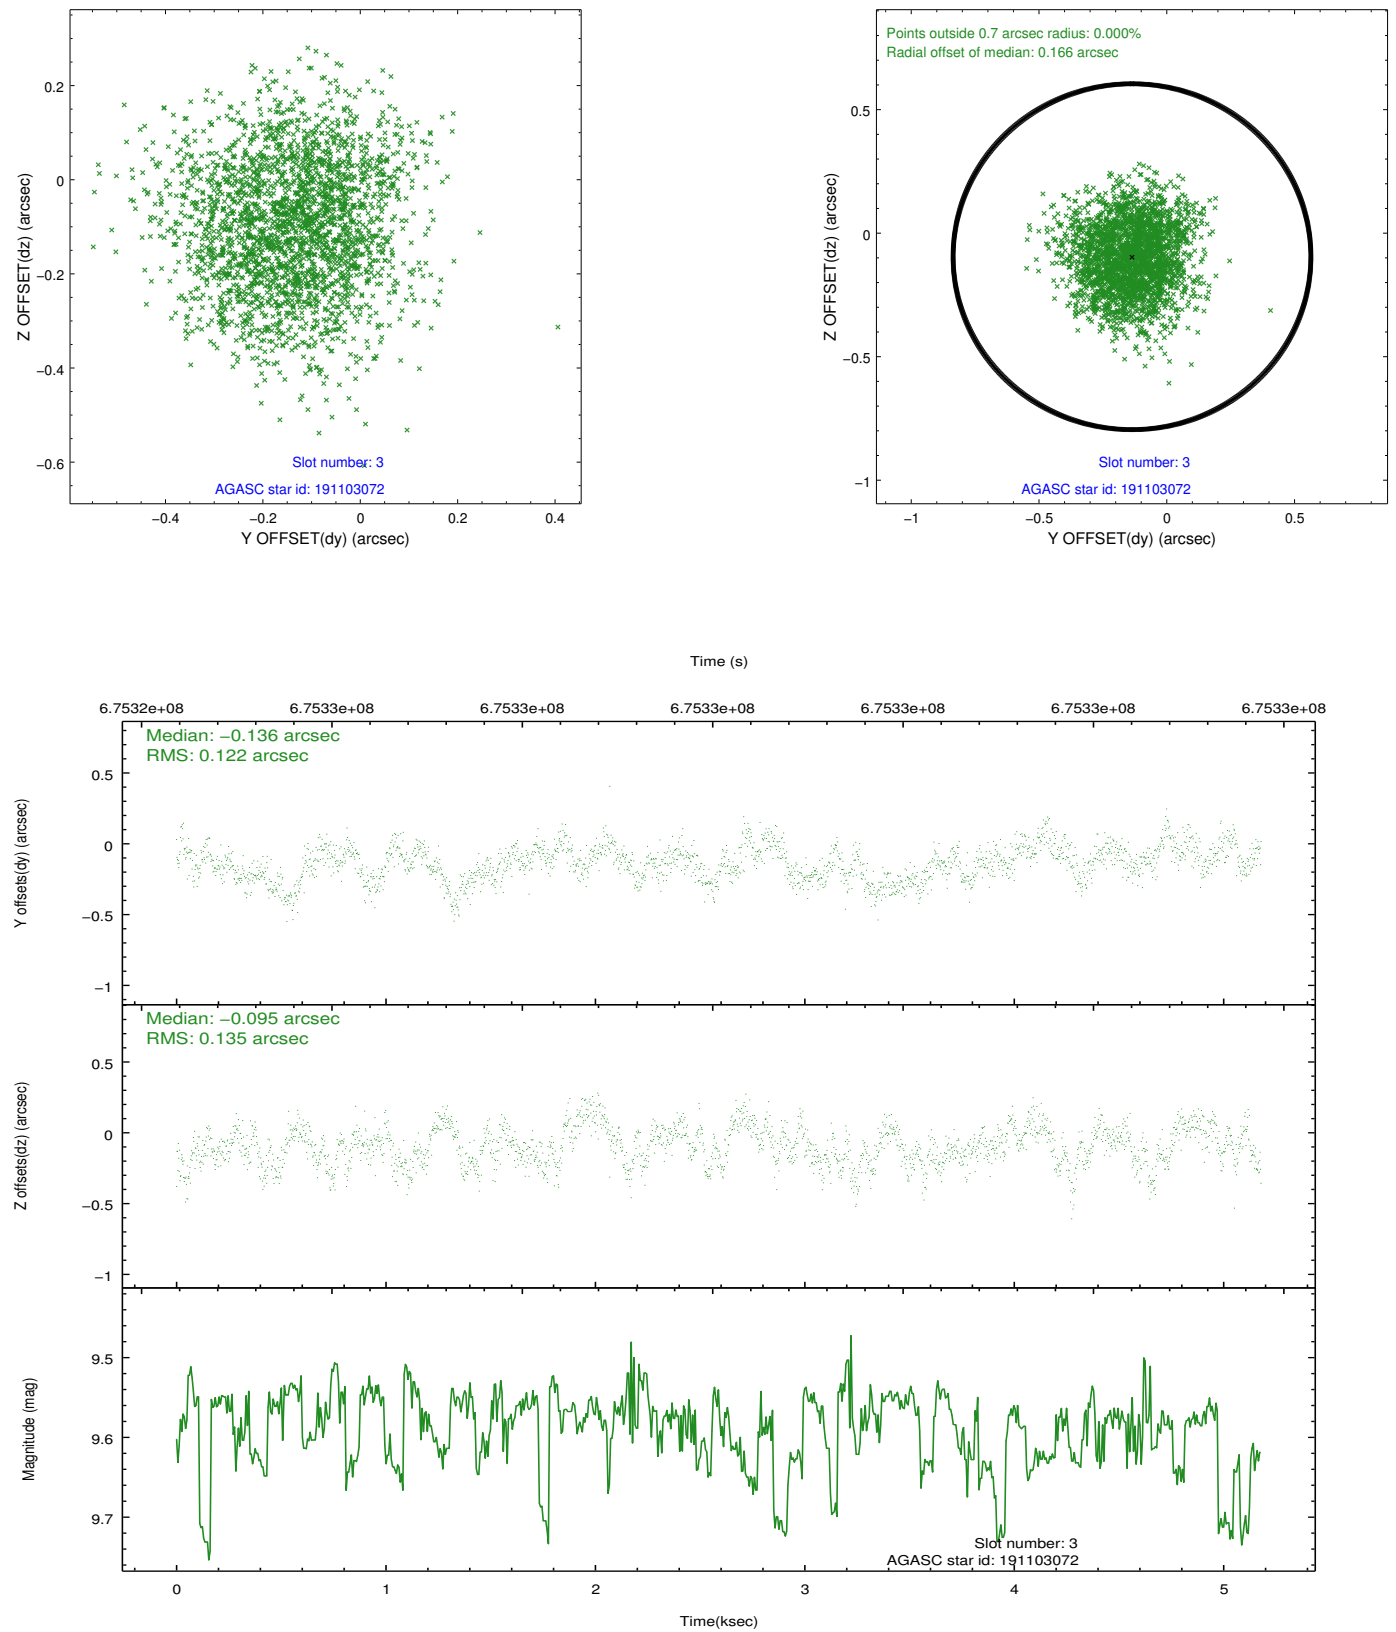 0.2
0
−0.2
−0.4
−0.6
Z OFFSET(dz) (arcsec)
Slot number: 3
AGASC star id: 191103072
−0.4 −0.2 0 0.2 0.4
Y OFFSET(dy) (arcsec)
Points outside 0.7 arcsec radius: 0.000%
Radial offset of median: 0.166 arcsec
0.5
0
−0.5
−1
Z OFFSET(dz) (arcsec)
Slot number: 3
AGASC star id: 191103072
−1 −0.5 0 0.5
Y OFFSET(dy) (arcsec)
Time (s)
6.7532e+08 6.7533e+08 6.7533e+08 6.7533e+08 6.7533e+08 6.7533e+08 6.7533e+08
Median: −0.136 arcsec
RMS: 0.122 arcsec
0.5
0
−0.5
−1
Y offsets(dy) (arcsec)
Median: −0.095 arcsec
RMS: 0.135 arcsec
0.5
0
−0.5
−1
Z offsets(dz) (arcsec)
9.5
9.6
9.7
Magnitude (mag)
Slot number: 3
AGASC star id: 191103072
0 1 2 3 4 5
Time(ksec)